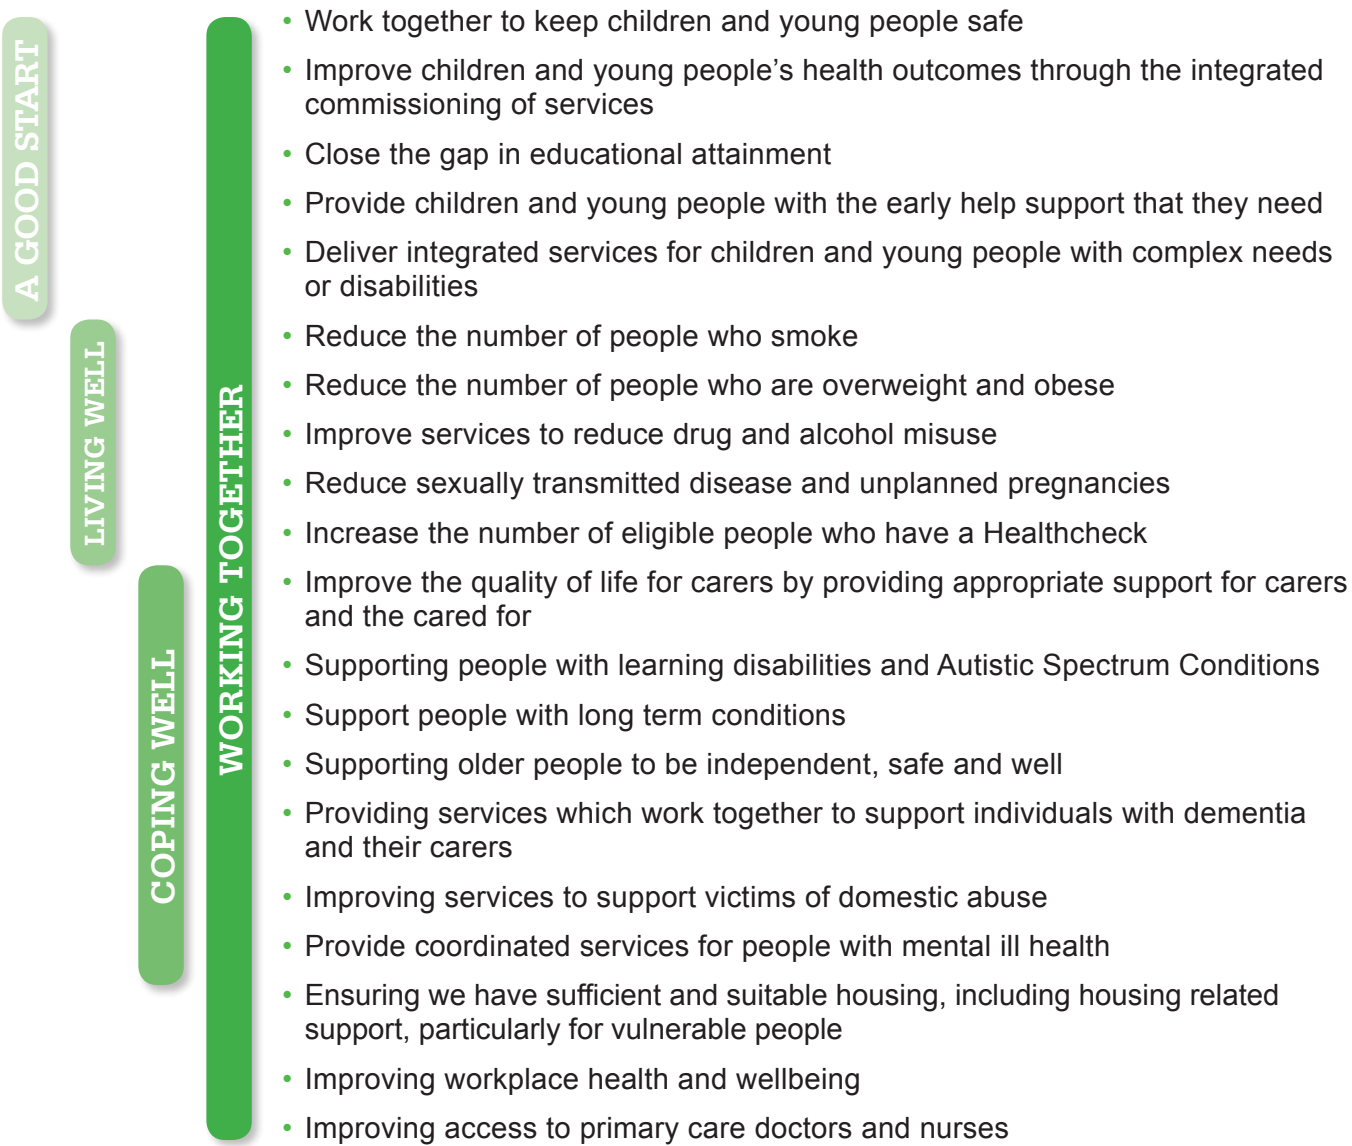 A GOOD START
LIVING WELL
COPING WELL
WORKING TOGETHER
• Work together to keep children and young people safe
• Improve children and young people’s health outcomes through the integrated
commissioning of services
• Close the gap in educational attainment
• Provide children and young people with the early help support that they need
• Deliver integrated services for children and young people with complex needs
or disabilities
• Reduce the number of people who smoke
• Reduce the number of people who are overweight and obese
• Improve services to reduce drug and alcohol misuse
• Reduce sexually transmitted disease and unplanned pregnancies
• Increase the number of eligible people who have a Healthcheck
• Improve the quality of life for carers by providing appropriate support for carers
and the cared for
• Supporting people with learning disabilities and Autistic Spectrum Conditions
• Support people with long term conditions
• Supporting older people to be independent, safe and well
• Providing services which work together to support individuals with dementia
and their carers
• Improving services to support victims of domestic abuse
• Provide coordinated services for people with mental ill health
• Ensuring we have sufficient and suitable housing, including housing related
support, particularly for vulnerable people
• Improving workplace health and wellbeing
• Improving access to primary care doctors and nurses